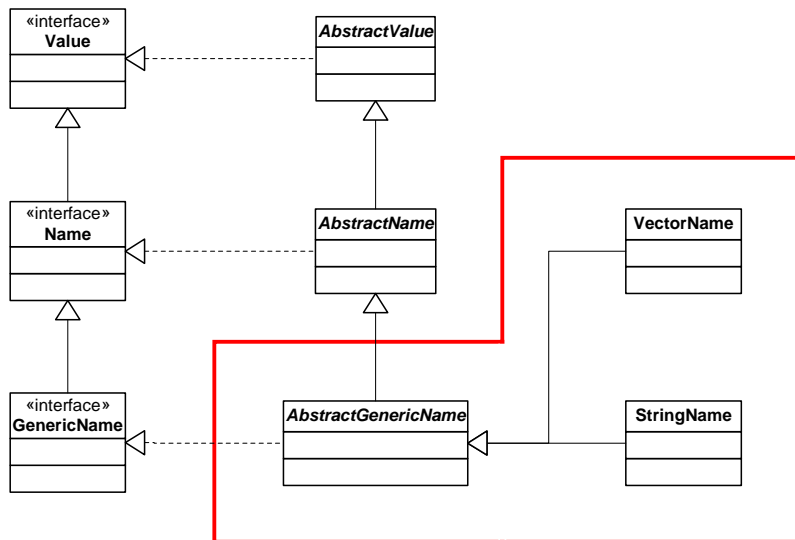 «interface»
Value
AbstractValue
«interface»
Name
AbstractName
VectorName
«interface»
GenericName
AbstractGenericName
StringName